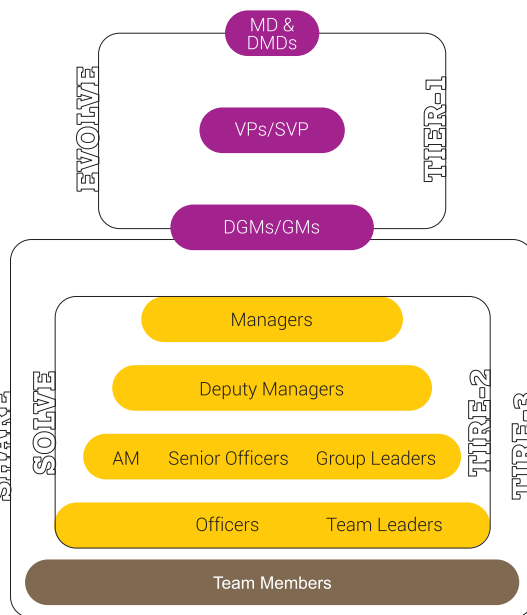 MD &
DMDs
EVOLVE
TIER-1
VPs/SVP
DGMs/GMs
Managers
SOLVE
TIRE-2
Deputy Managers
SHARE
TIRE-3
AM Senior Officers Group Leaders
Officers Team Leaders
Team Members